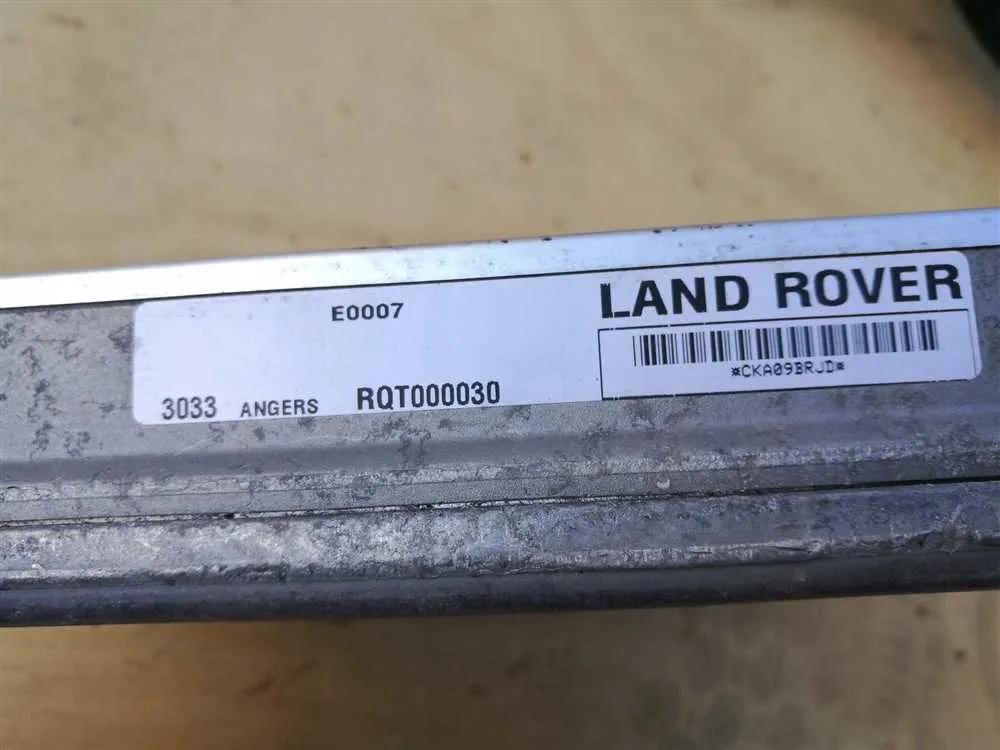 E0007
LAND ROVER
*CKA09BRJD*
3033 ANGERS RQT000030